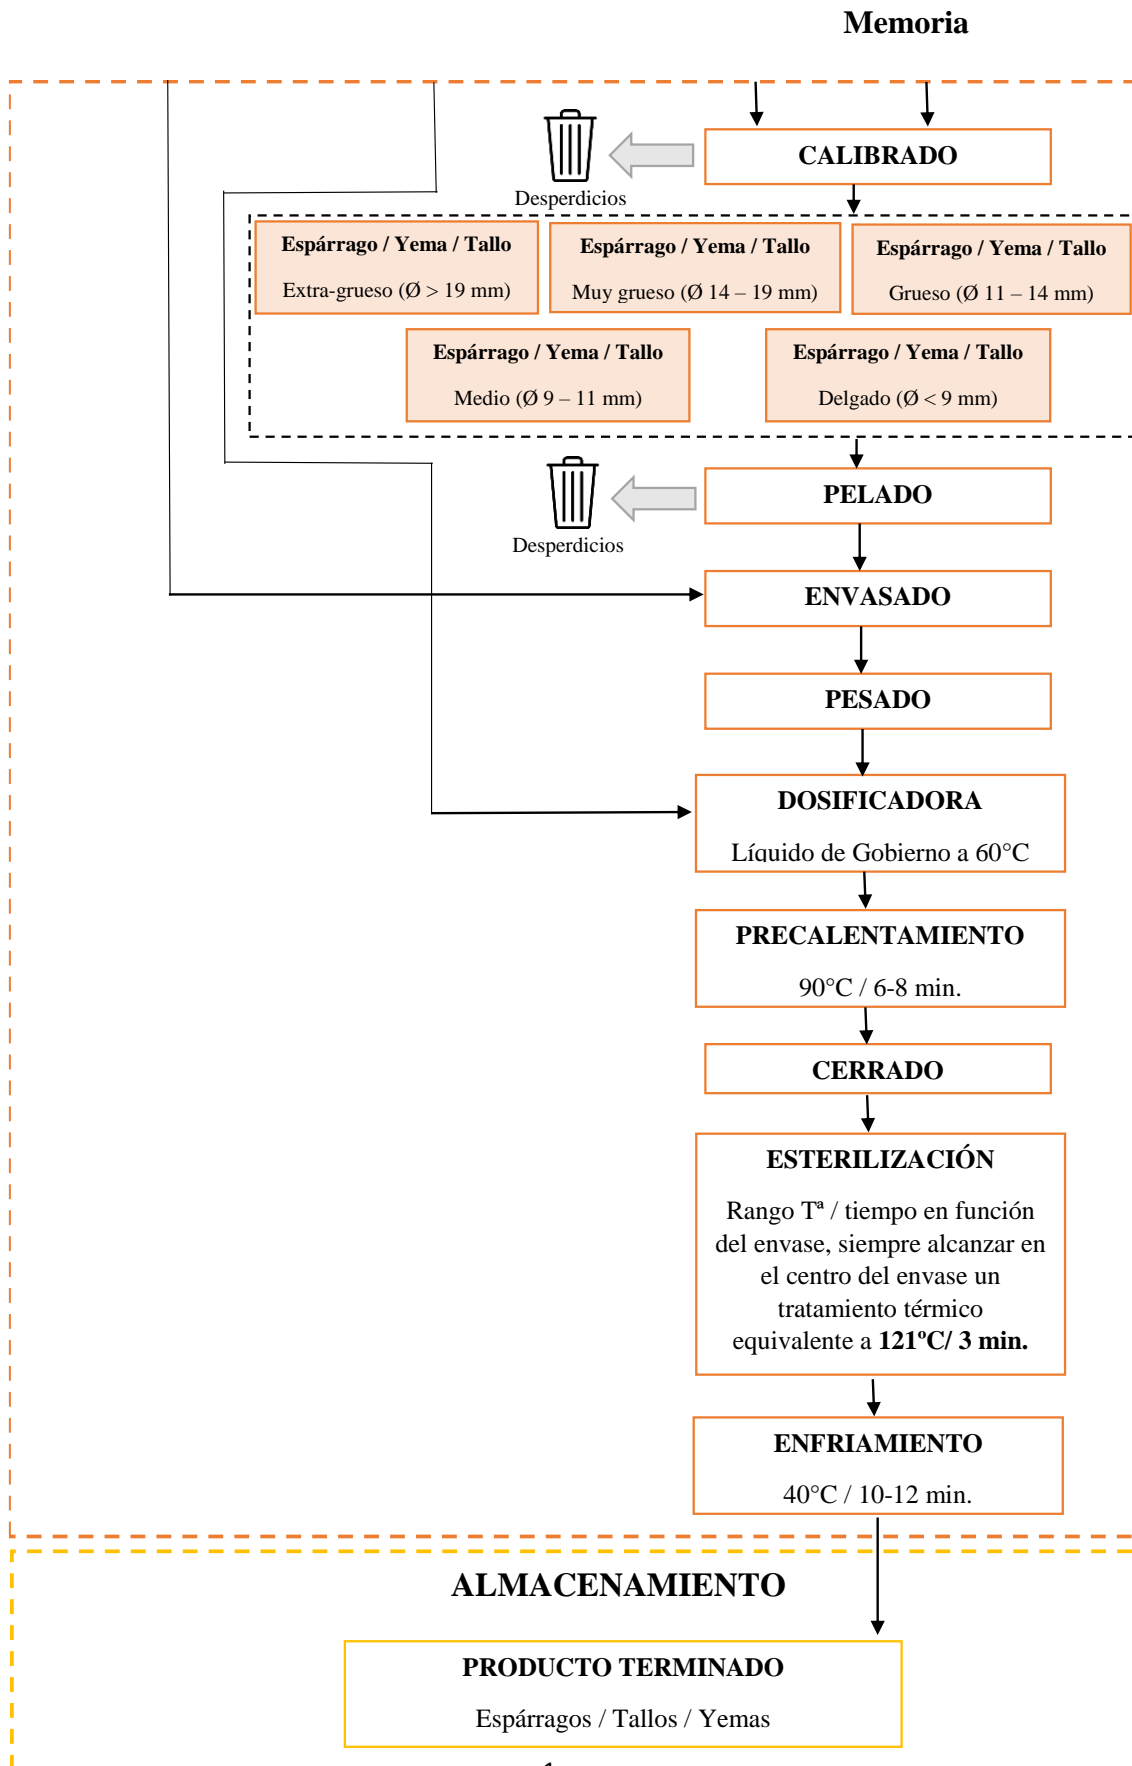 Memoria
CALIBRADO
Desperdicios
Espárrago / Yema / Tallo
Extra-grueso (Ø > 19 mm)
Espárrago / Yema / Tallo
Muy grueso (Ø 14 – 19 mm)
Espárrago / Yema / Tallo
Grueso (Ø 11 – 14 mm)
Espárrago / Yema / Tallo
Medio (Ø 9 – 11 mm)
Espárrago / Yema / Tallo
Delgado (Ø < 9 mm)
PELADO
Desperdicios
ENVASADO
PESADO
DOSIFICADORA
Líquido de Gobierno a 60°C
PRECALENTAMIENTO
90°C / 6-8 min.
CERRADO
ESTERILIZACIÓN
Rango Tª / tiempo en función
del envase, siempre alcanzar en
el centro del envase un
tratamiento térmico
equivalente a 121ºC/ 3 min.
ENFRIAMIENTO
40°C / 10-12 min.
ALMACENAMIENTO
PRODUCTO TERMINADO
Espárragos / Tallos / Yemas